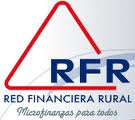 RFR
RED FINANCIERA RURAL
Microfinanzas para todos